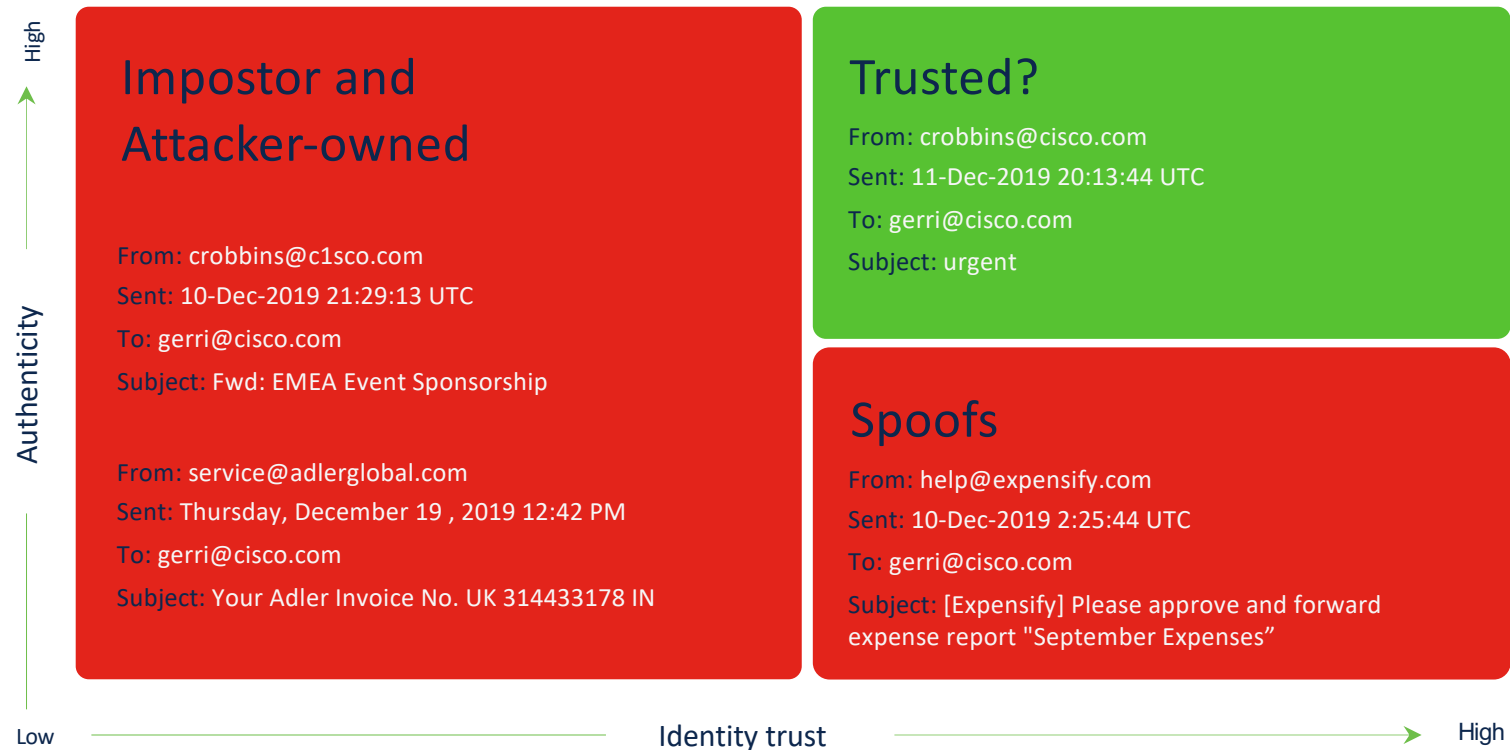 High
Authenticity
Low
Impostor and
Attacker-owned
From: crobbins@c1sco.com
Sent: 10-Dec-2019 21:29:13 UTC
To: gerri@cisco.com
Subject: Fwd: EMEA Event Sponsorship
From: service@adlerglobal.com
Sent: Thursday, December 19 , 2019 12:42 PM
To: gerri@cisco.com
Subject: Your Adler Invoice No. UK 314433178 IN
Trusted?
From: crobbins@cisco.com
Sent: 11-Dec-2019 20:13:44 UTC
To: gerri@cisco.com
Subject: urgent
Spoofs
From: help@expensify.com
Sent: 10-Dec-2019 2:25:44 UTC
To: gerri@cisco.com
Subject: [Expensify] Please approve and forward
expense report "September Expenses”
Identity trust
High